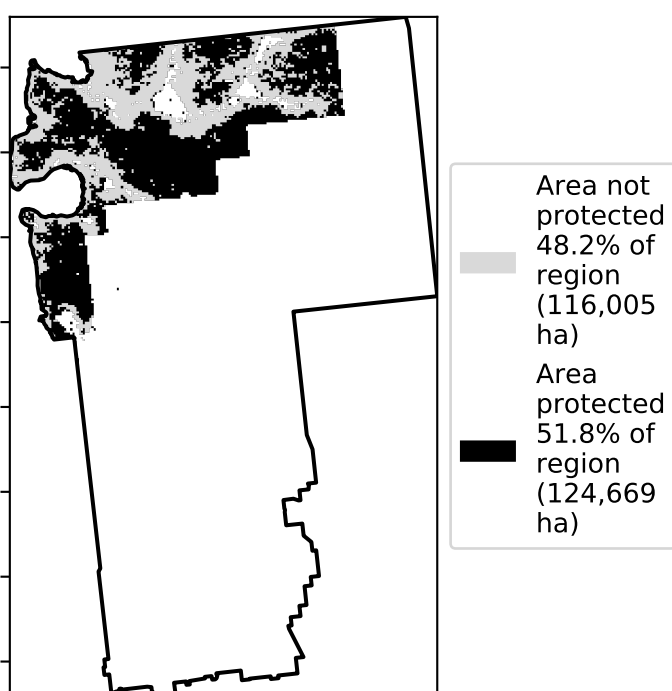 Area not
protected
48.2% of
region
(116,005
ha)
Area
protected
51.8% of
region
(124,669
ha)